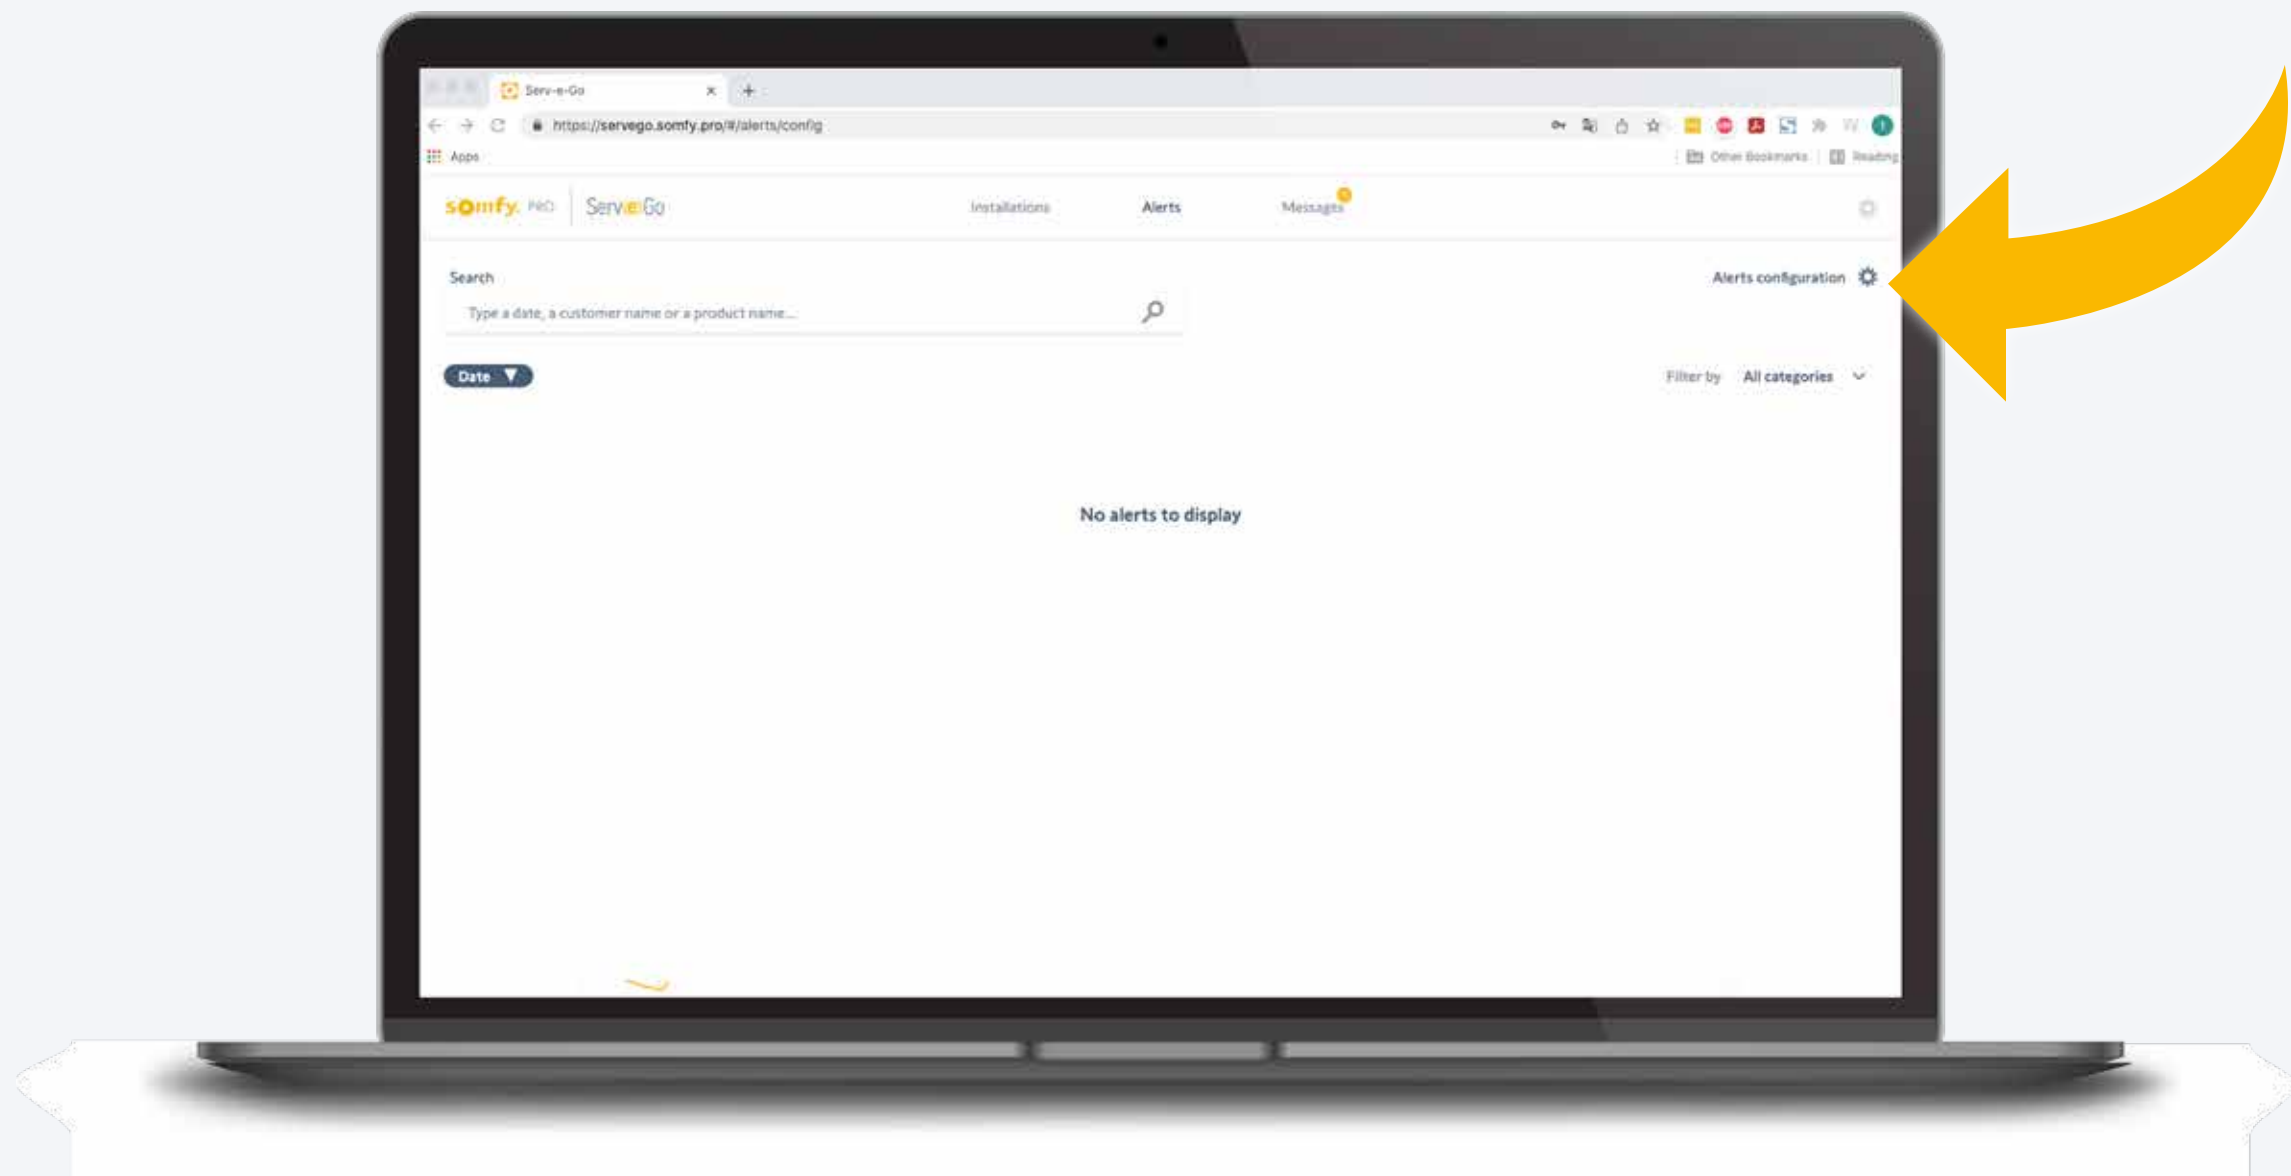 Serv-e-Go
https://servego.somfy.pro/#/alerts/config
Apps
Other Bookmarks
Reading
somfy. PRO Serv-e-Go
Installations
Alerts
Messages
Search
Alerts configuration
Type a date, a customer name or a product name...
Date
Filter by All categories
No alerts to display